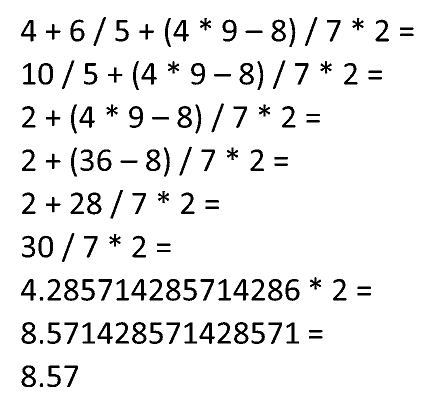 4 + 6 / 5 + (4 * 9 – 8) / 7 * 2 =
10 / 5 + (4 * 9 – 8) / 7 * 2 =
2 + (4 * 9 – 8) / 7 * 2 =
2 + (36 – 8) / 7 * 2 =
2 + 28 / 7 * 2 =
30 / 7 * 2 =
4.285714285714286 * 2 =
8.571428571428571 =
8.57